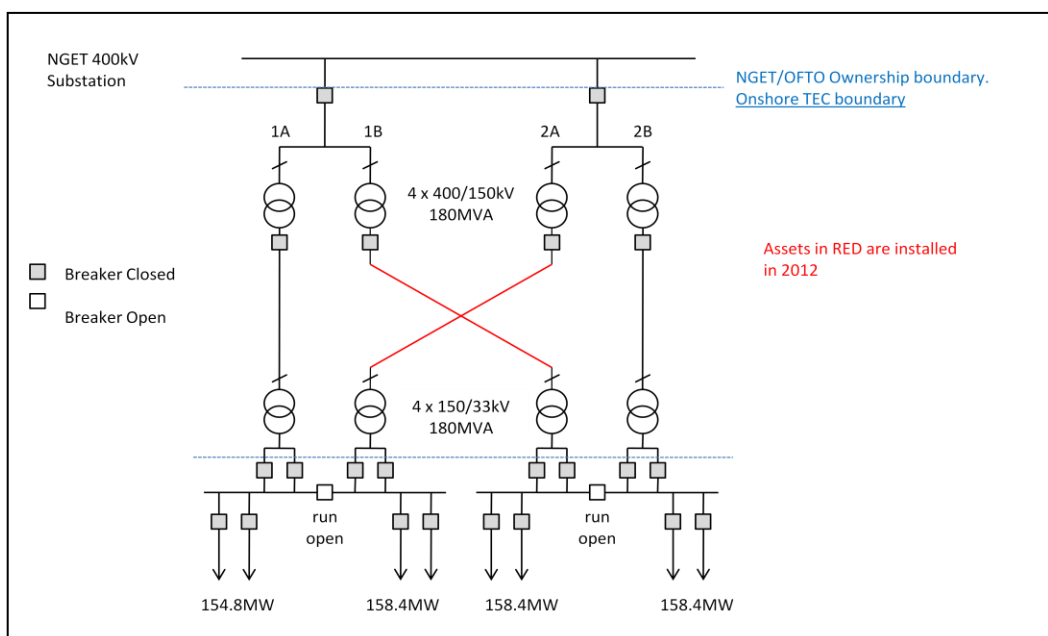 NGET 400kV
Substation
NGET/OFTO Ownership boundary.
Onshore TEC boundary
1A
1B
2A
2B
4 x 400/150kV
180MVA
Assets in RED are installed
in 2012
Breaker Closed
Breaker Open
4 x 150/33kV
180MVA
run
open
run
open
154.8MW
158.4MW
158.4MW
158.4MW